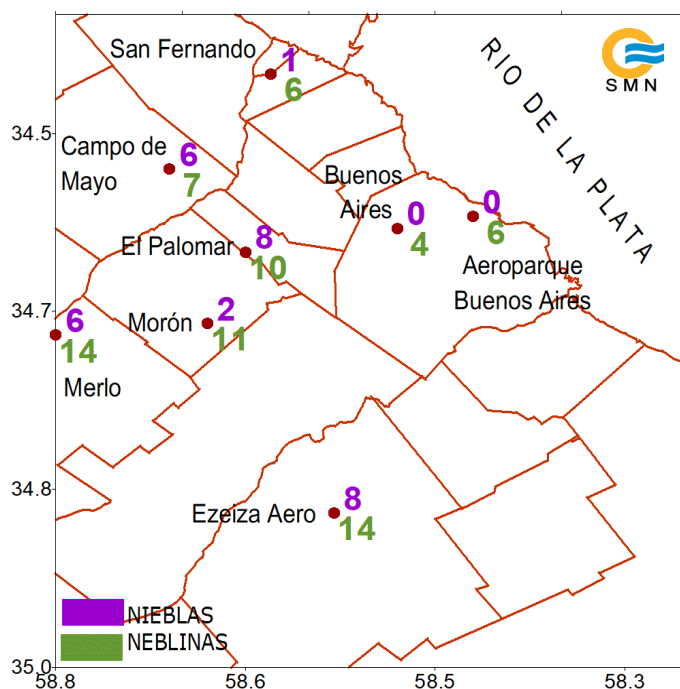 San Fernando
1
6
SMN
RIO DE LA PLATA
34.5
Campo de
Mayo
6
7
Buenos
Aires
0
4
0
6
Aeroparque
Buenos Aires
El Palomar
8
10
34.7
Morón
2
11
6
14
Merlo
34.8
Ezeiza Aero
8
14
NIEBLAS
NEBLINAS
35.0
58.8
58.6
58.5
58.3